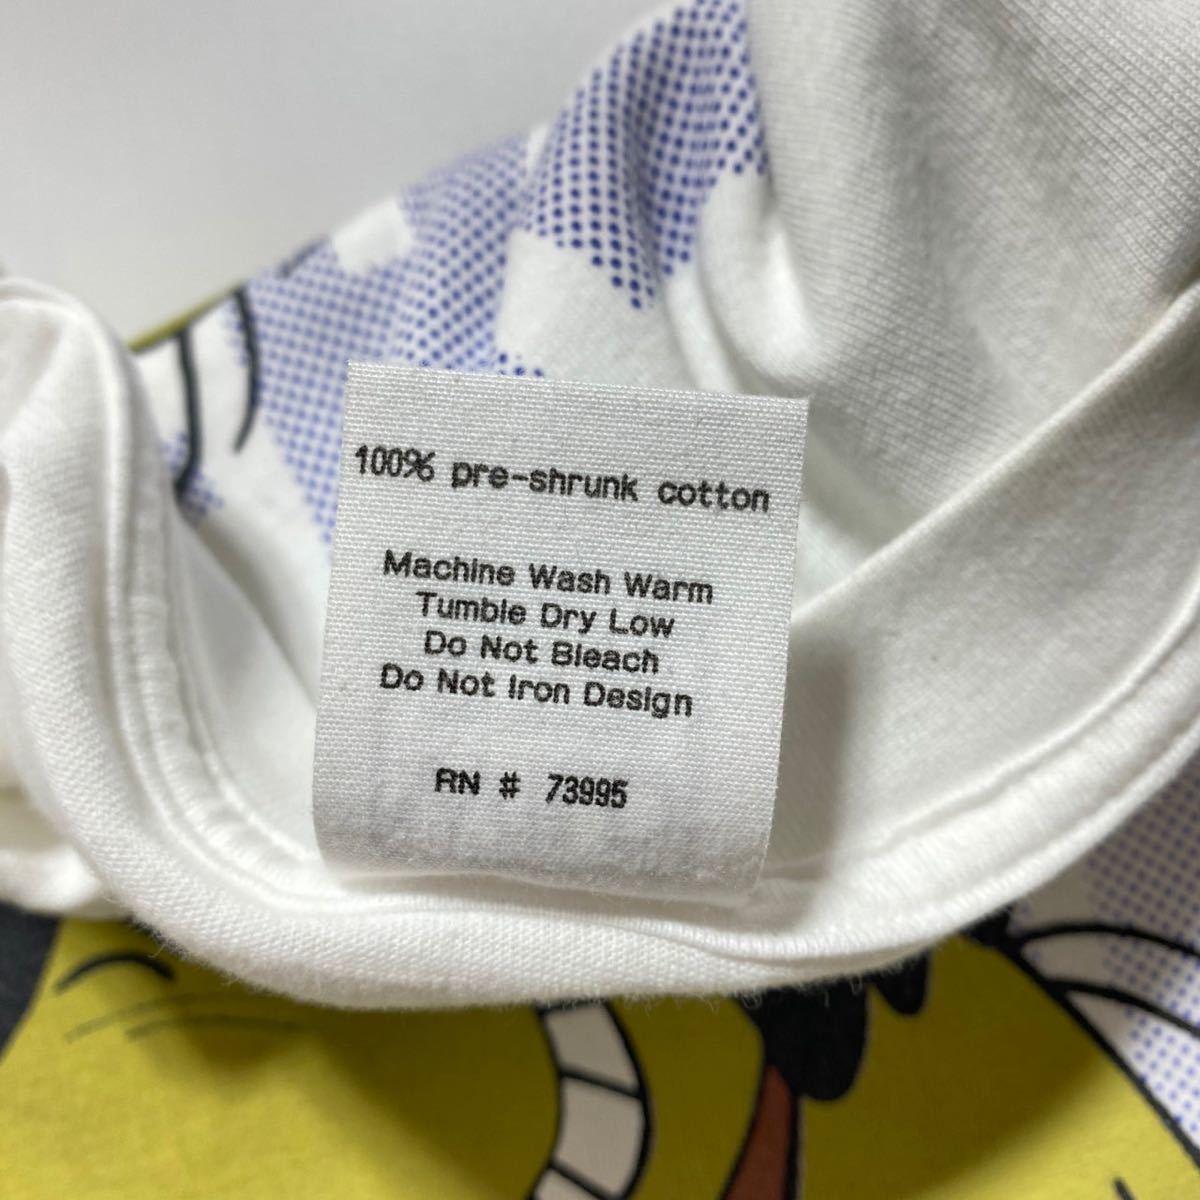 100% pre-shrunk cotton
Machine Wash Warm
Tumble Dry Low
Do Not Bleach
Do Not Iron Design
RN # 73995